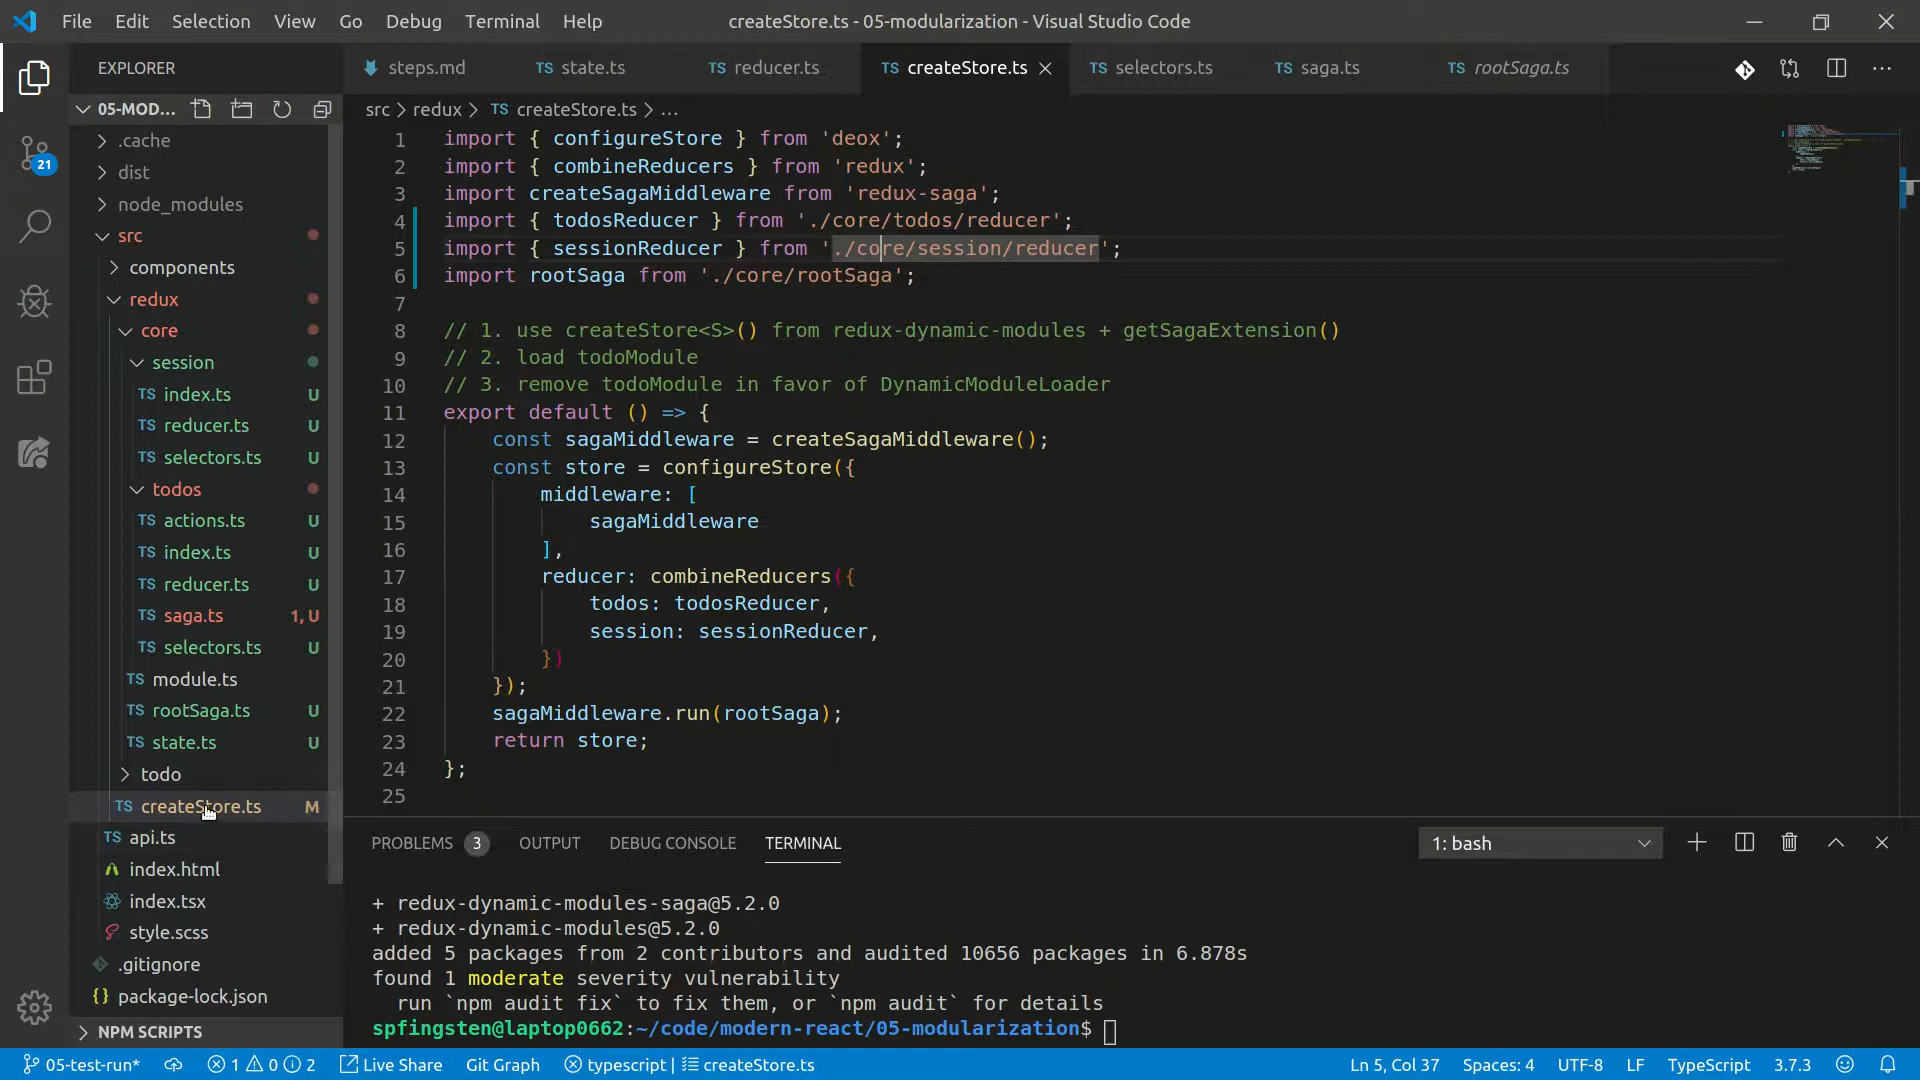 File Edit Selection View Go Debug Terminal Help
createStore.ts - 05-modularization - Visual Studio Code
EXPLORER
05-MOD...
.cache
dist
node_modules
src
components
redux
core
session
TS index.ts U
TS reducer.ts U
TS selectors.ts U
todos
TS actions.ts U
TS index.ts U
TS reducer.ts U
TS saga.ts 1, U
TS selectors.ts U
TS module.ts
TS rootSaga.ts U
TS state.ts U
todo
TS createStore.ts M
TS api.ts
index.html
index.tsx
style.scss
.gitignore
{} package-lock.json
NPM SCRIPTS
21
steps.md TS state.ts TS reducer.ts TS createStore.ts TS selectors.ts TS saga.ts TS rootSaga.ts
src > redux > TS createStore.ts > ...
1 import { configureStore } from 'deox';
2 import { combineReducers } from 'redux';
3 import createSagaMiddleware from 'redux-saga';
4 import { todosReducer } from './core/todos/reducer';
5 import { sessionReducer } from './core/session/reducer';
6 import rootSaga from './core/rootSaga';
7
8 // 1. use createStore<S>() from redux-dynamic-modules + getSagaExtension()
9 // 2. load todoModule
10 // 3. remove todoModule in favor of DynamicModuleLoader
11 export default () => {
12 const sagaMiddleware = createSagaMiddleware();
13 const store = configureStore({
14 middleware: [
15 sagaMiddleware
16 ],
17 reducer: combineReducers({
18 todos: todosReducer,
19 session: sessionReducer,
20 })
21 });
22 sagaMiddleware.run(rootSaga);
23 return store;
24 };
25
PROBLEMS 3 OUTPUT DEBUG CONSOLE TERMINAL
1: bash
+ redux-dynamic-modules-saga@5.2.0
+ redux-dynamic-modules@5.2.0
added 5 packages from 2 contributors and audited 10656 packages in 6.878s
found 1 moderate severity vulnerability
run `npm audit fix` to fix them, or `npm audit` for details
spfingsten@laptop0662:~/code/modern-react/05-modularization$
05-test-run* 1 0 2 Live Share Git Graph typescript | createStore.ts Ln 5, Col 37 Spaces: 4 UTF-8 LF TypeScript 3.7.3